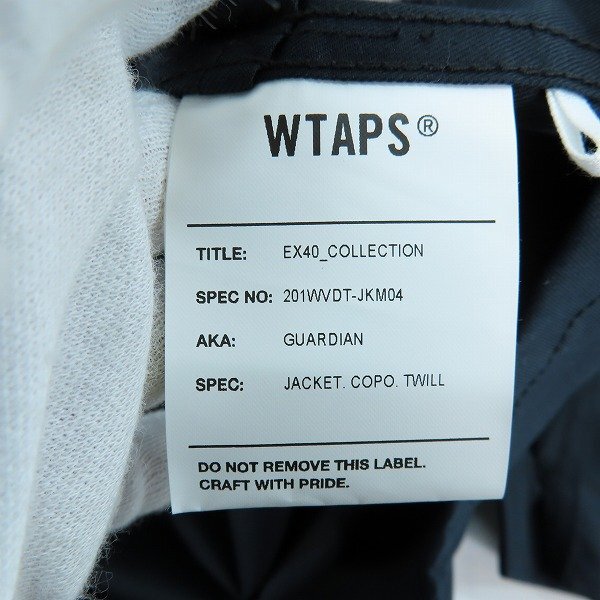 WTAPS®
TITLE: EX40_COLLECTION
SPEC NO: 201WVDT-JKM04
AKA: GUARDIAN
SPEC: JACKET. COPO. TWILL
DO NOT REMOVE THIS LABEL.
CRAFT WITH PRIDE.